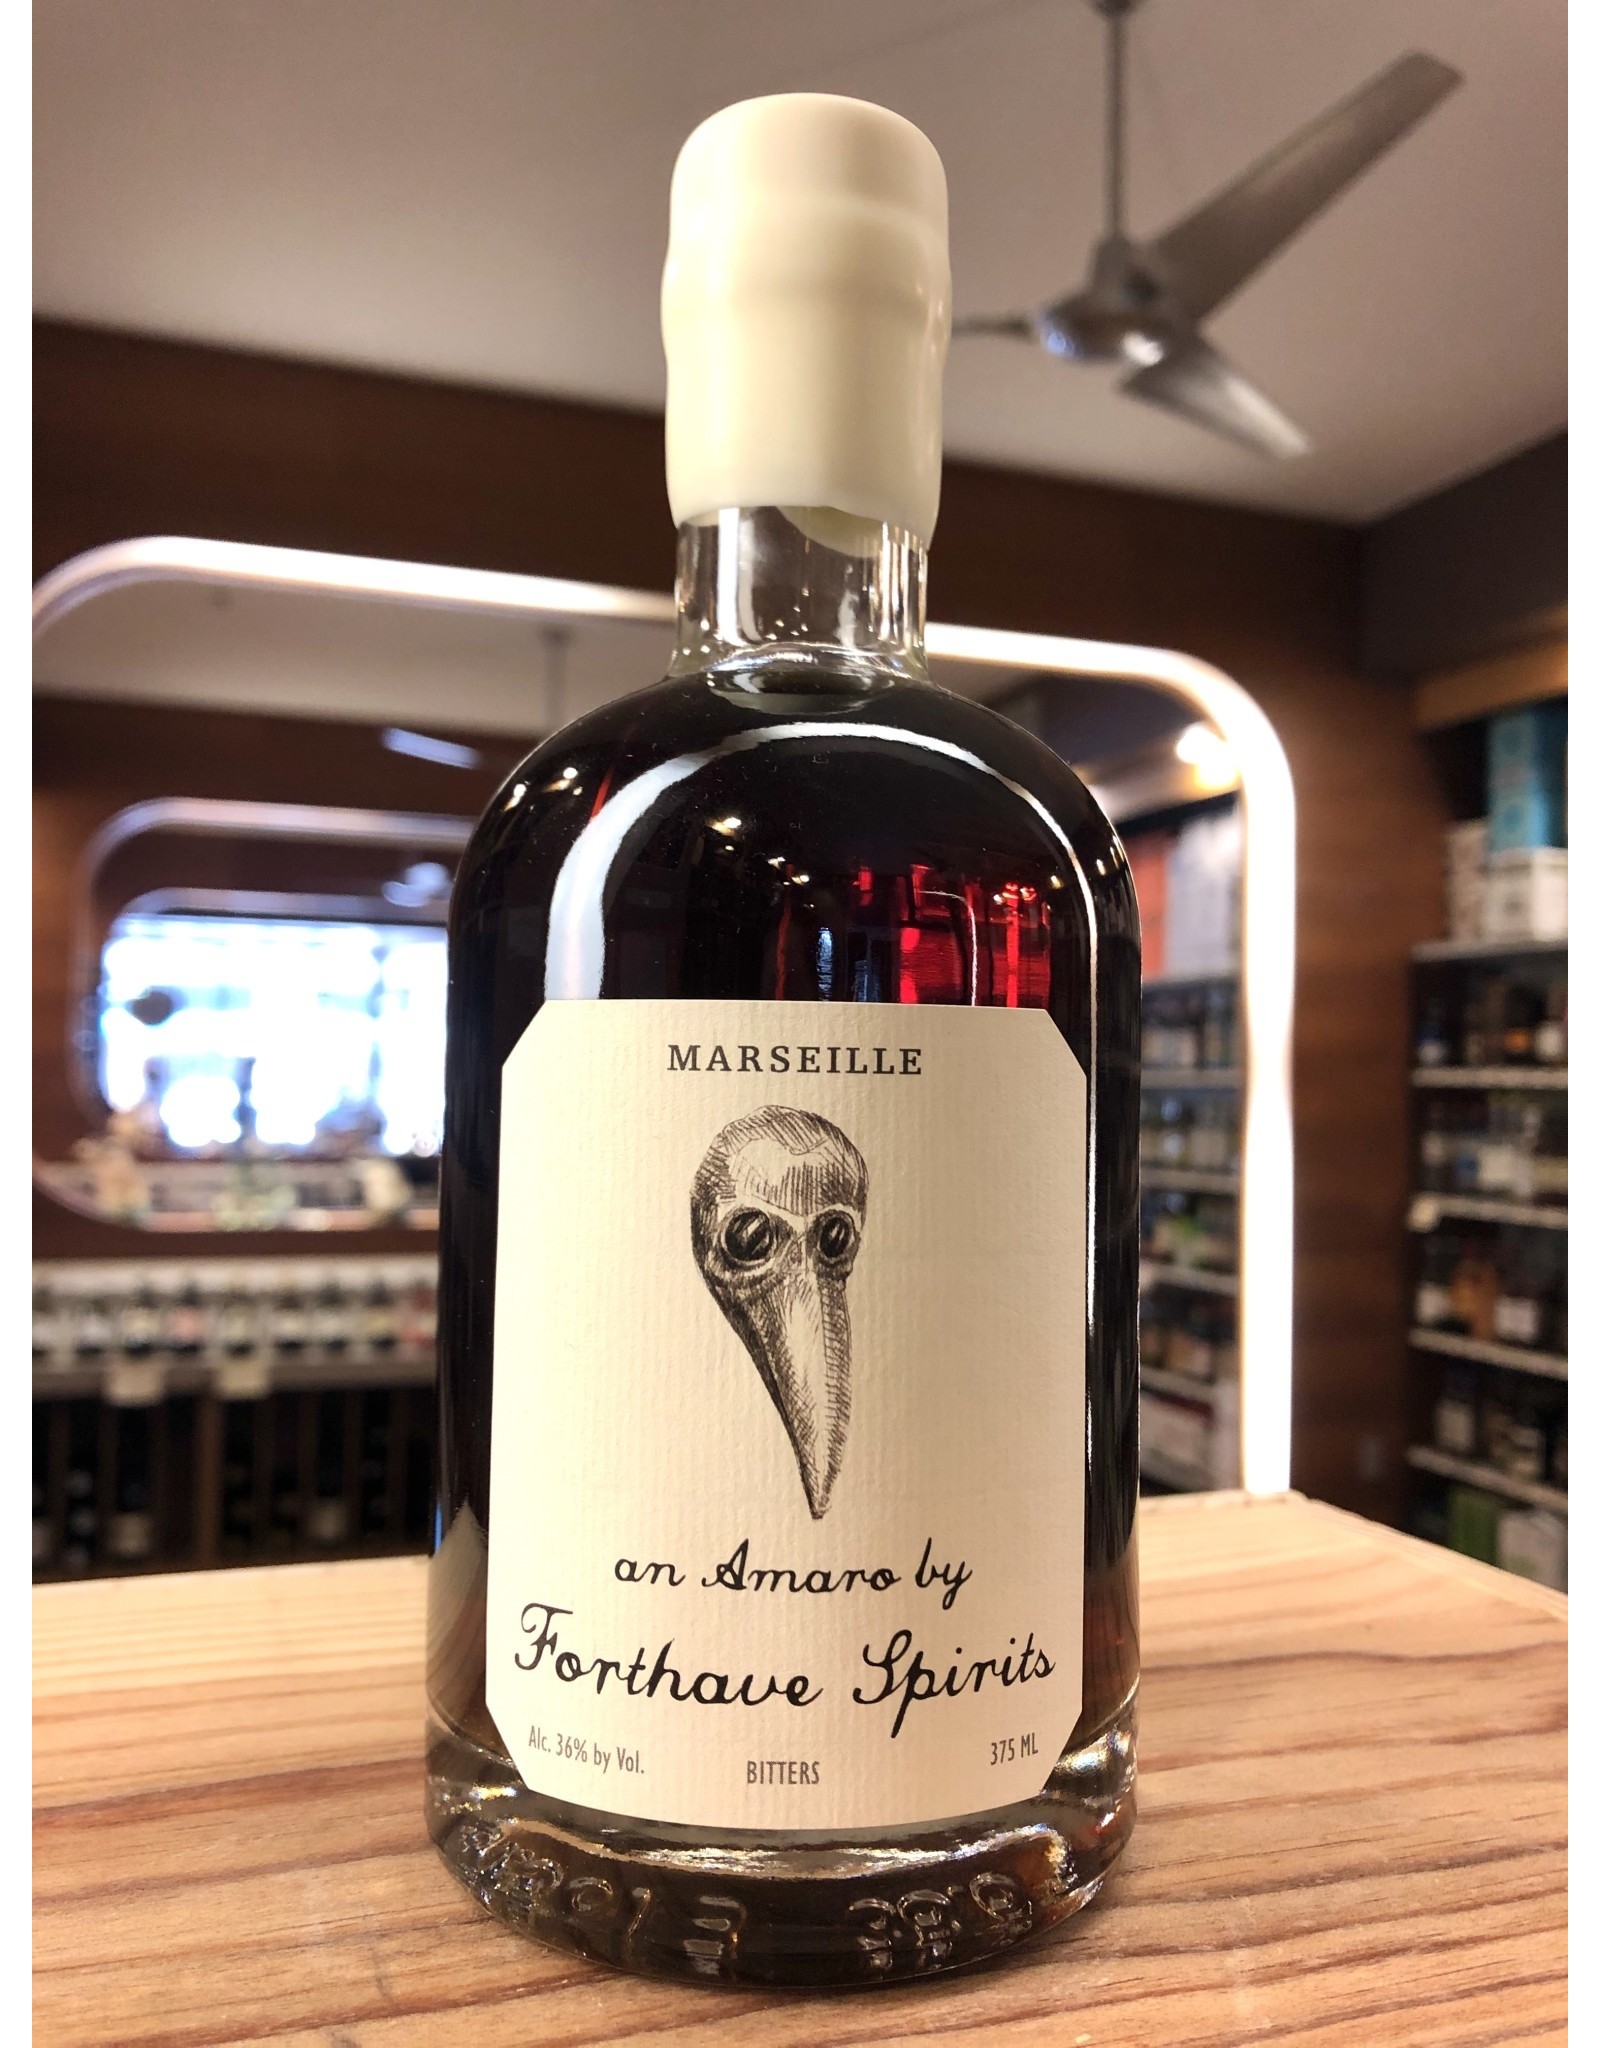 MARSEILLE
an Amaro by
Forthave Spirits
Alc. 36% by Vol.
BITTERS
375 ML